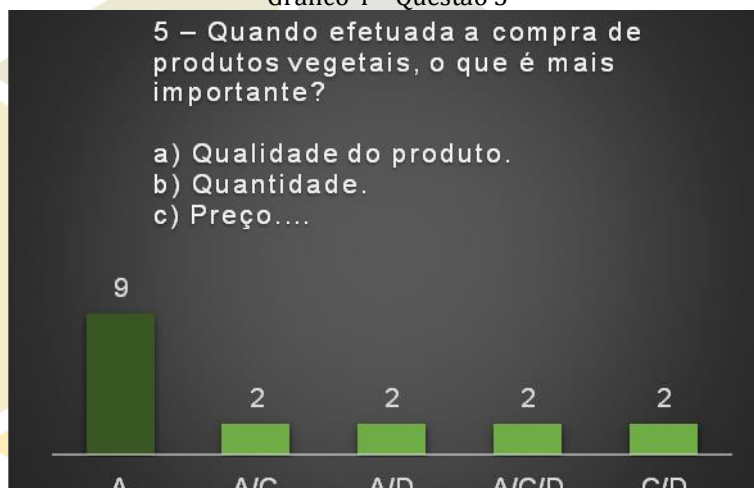 5 – Quando efetuada a compra de
produtos vegetais, o que é mais
importante?
a) Qualidade do produto.
b) Quantidade.
c) Preço....
9
2 2 2 2
A A/C A/D A/C/D C/D